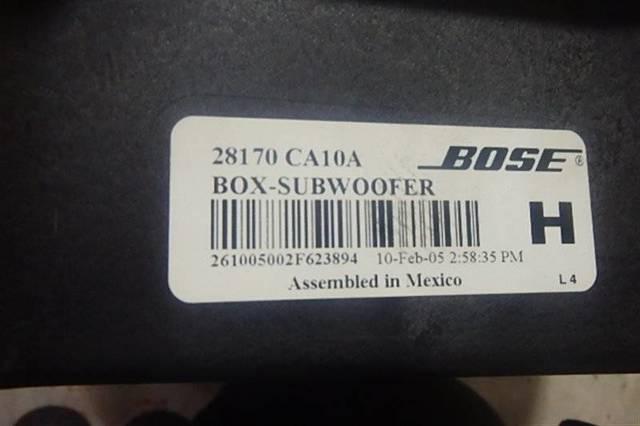 28170 CA10A
BOSE®
BOX-SUBWOOFER
H
261005002F623894 10-Feb-05 2:58:35 PM
Assembled in Mexico
L4